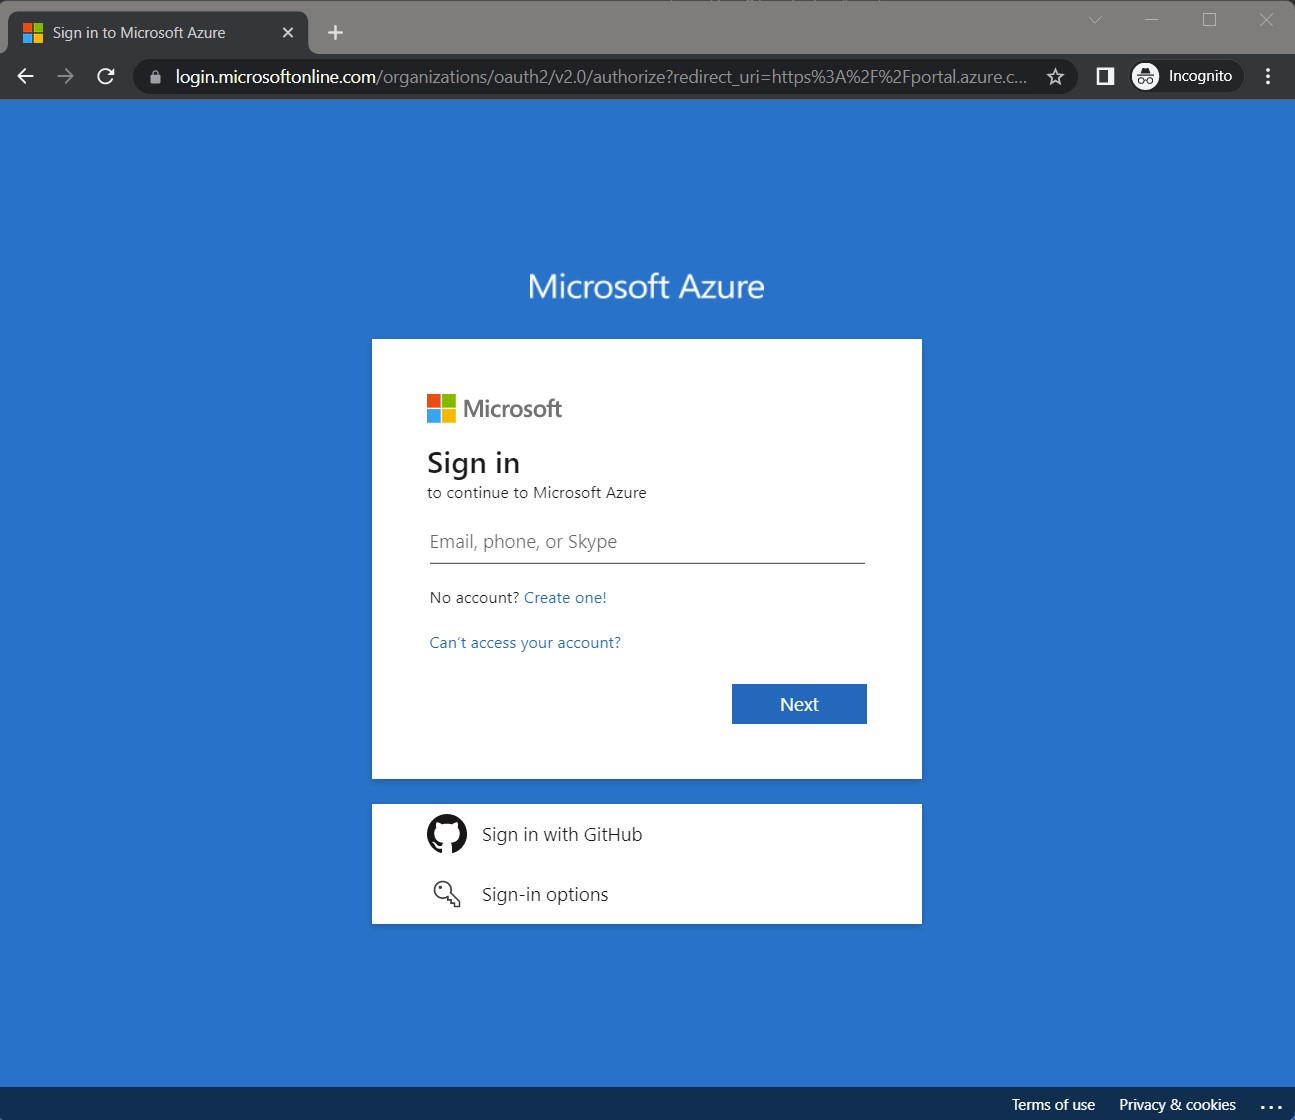 Sign in to Microsoft Azure
login.microsoftonline.com/organizations/oauth2/v2.0/authorize?redirect_uri=https%3A%2F%2Fportal.azure.c...
Incognito
Microsoft Azure
Microsoft
Sign in
to continue to Microsoft Azure
Email, phone, or Skype
No account? Create one!
Can't access your account?
Next
Sign in with GitHub
Sign-in options
Terms of use Privacy & cookies ...